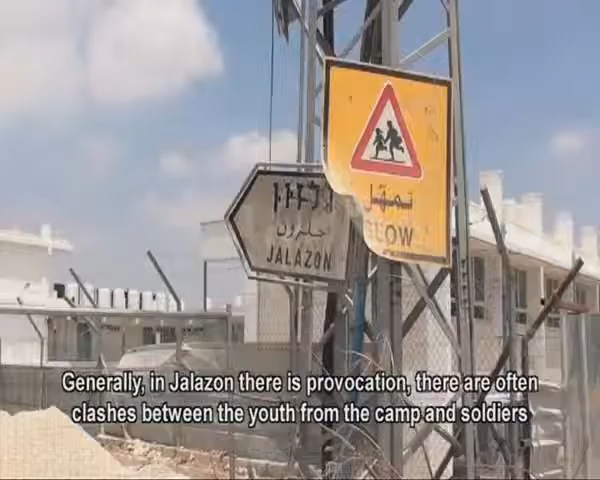 تمهل
SLOW
جلزون
JALAZON
Generally, in Jalazon there is provocation, there are often
clashes between the youth from the camp and soldiers